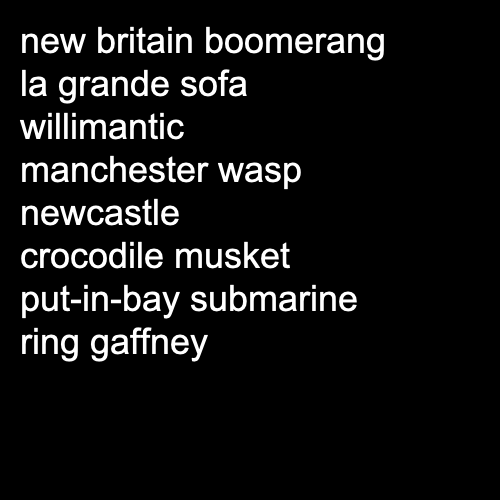 new britain boomerang
la grande sofa
willimantic
manchester wasp
newcastle
crocodile musket
put-in-bay submarine
ring gaffney